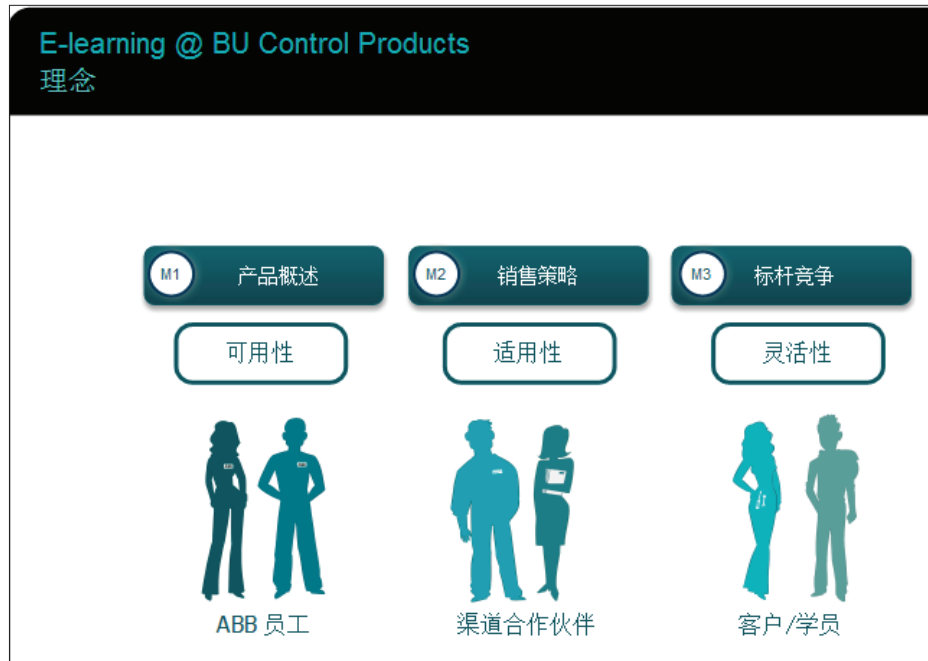 E-learning @ BU Control Products
理念
M1 产品概述
M2 销售策略
M3 标杆竞争
可用性
适用性
灵活性
ABB 员工
渠道合作伙伴
客户/学员